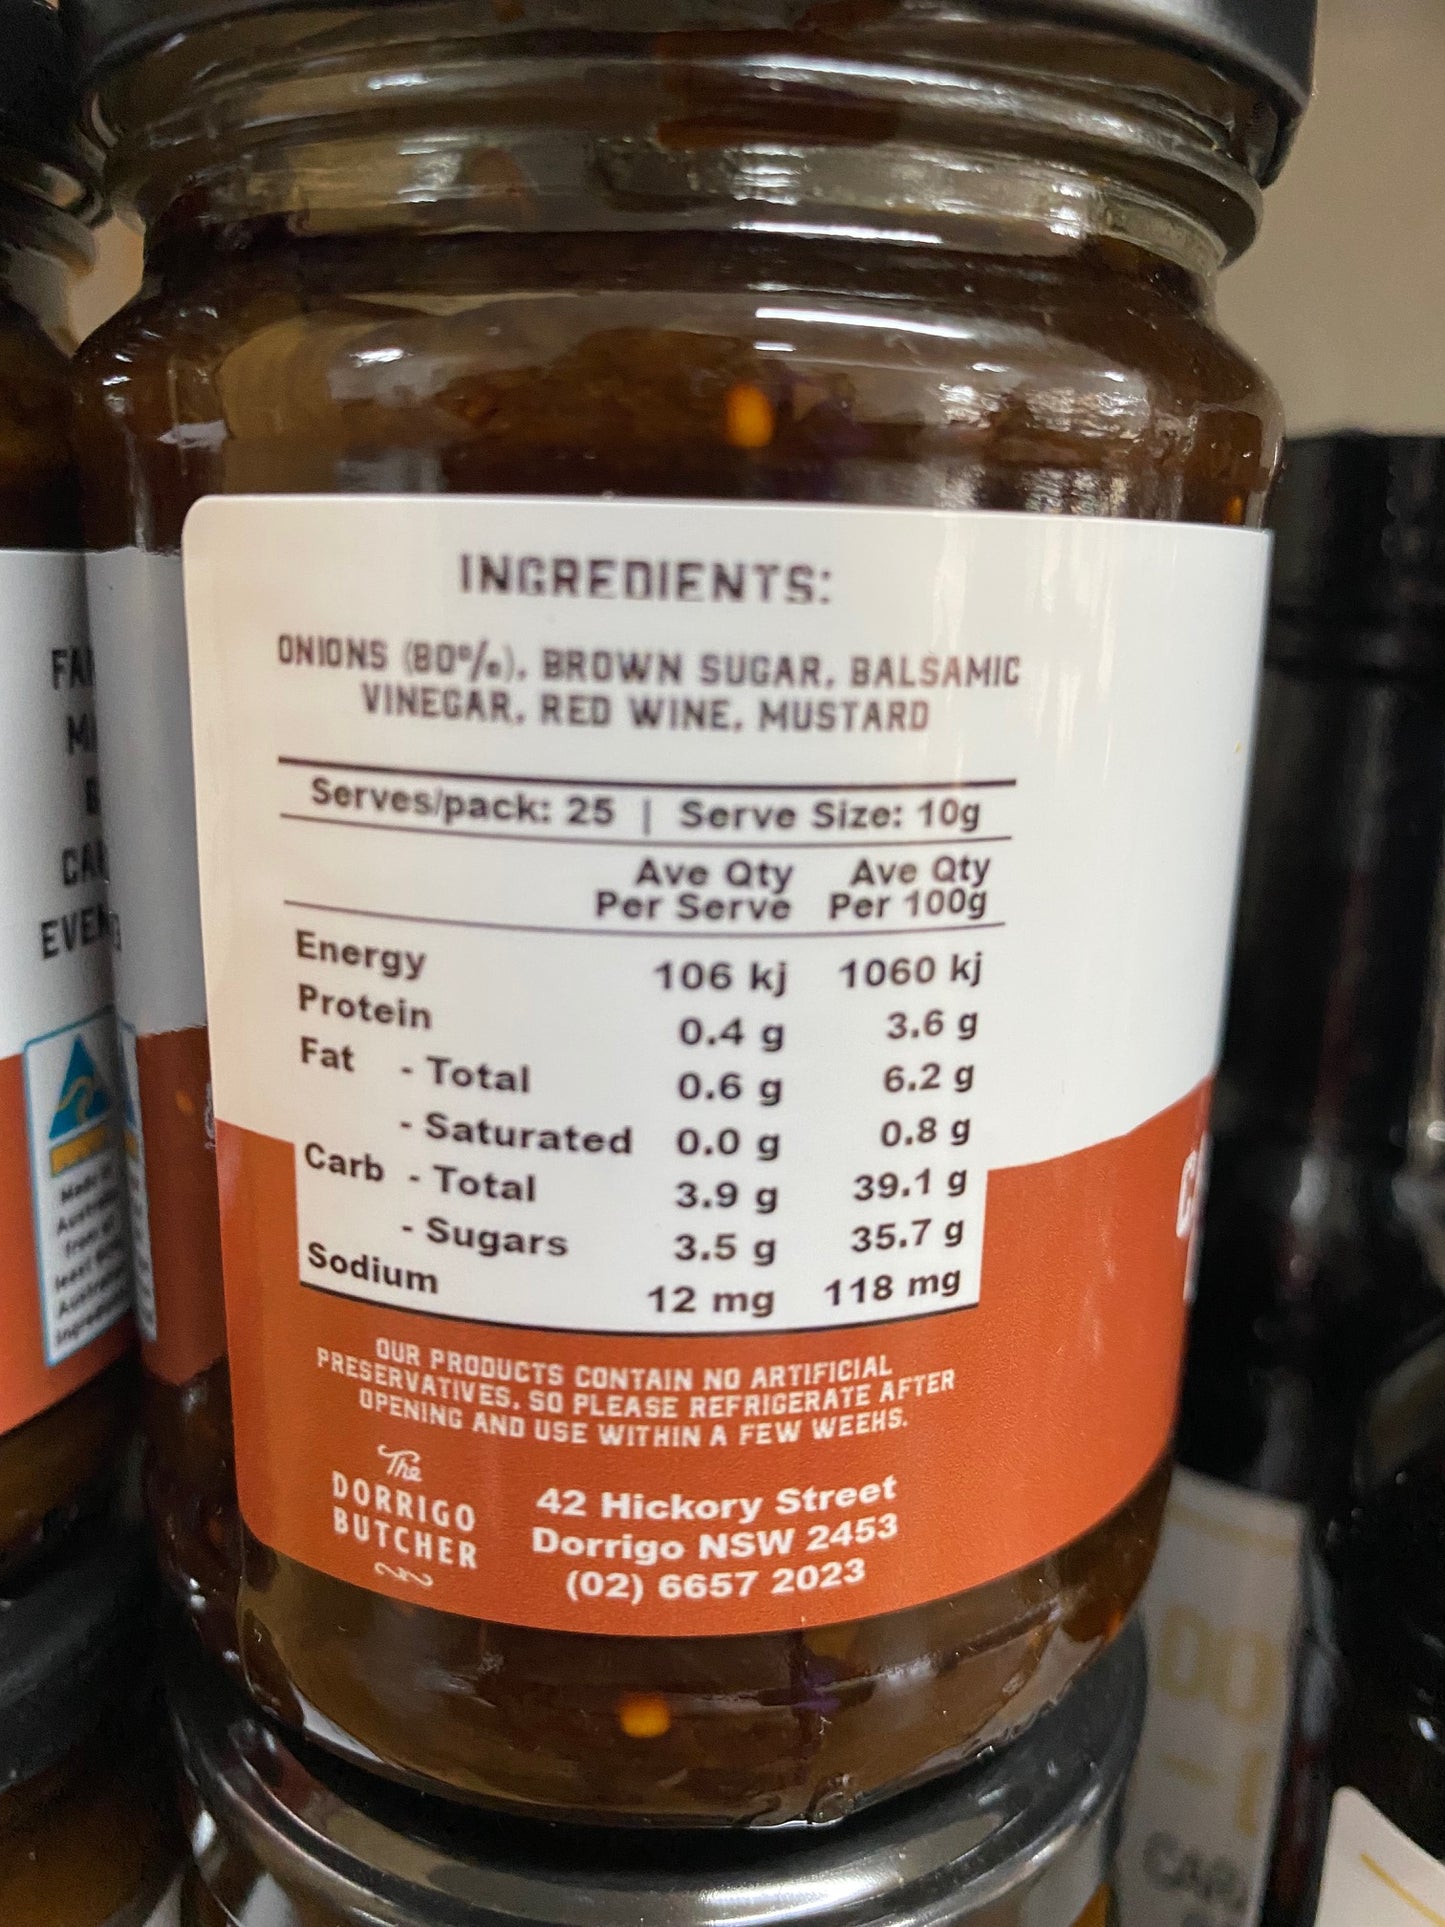 INGREDIENTS:
ONIONS (80%), BROWN SUGAR, BALSAMIC
VINEGAR, RED WINE, MUSTARD
Serves/pack: 25 | Serve Size: 10g
Ave Qty Ave Qty
Per Serve Per 100g
Energy 106 kj 1060 kj
Protein 0.4 g 3.6 g
Fat - Total 0.6 g 6.2 g
- Saturated 0.0 g 0.8 g
Carb - Total 3.9 g 39.1 g
- Sugars 3.5 g 35.7 g
Sodium 12 mg 118 mg
OUR PRODUCTS CONTAIN NO ARTIFICIAL
PRESERVATIVES, SO PLEASE REFRIGERATE AFTER
OPENING AND USE WITHIN A FEW WEEKS.
The
DORRIGO
BUTCHER
42 Hickory Street
Dorrigo NSW 2453
(02) 6657 2023